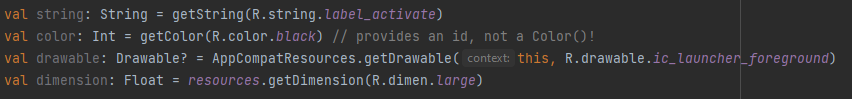 val string: String = getString(R.string.label_activate)
val color: Int = getColor(R.color.black) // provides an id, not a Color()!
val drawable: Drawable? = AppCompatResources.getDrawable( context: this, R.drawable.ic_launcher_foreground)
val dimension: Float = resources.getDimension(R.dimen.large)